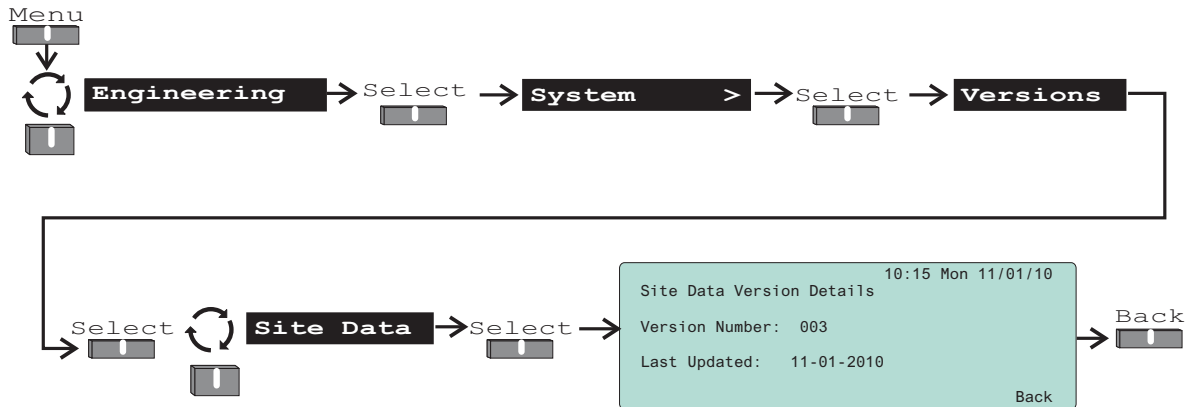 Menu
Engineering
Select
System >
Select
Versions
Select
Site Data
Select
10:15 Mon 11/01/10
Site Data Version Details
Version Number: 003
Last Updated: 11-01-2010
Back
Back